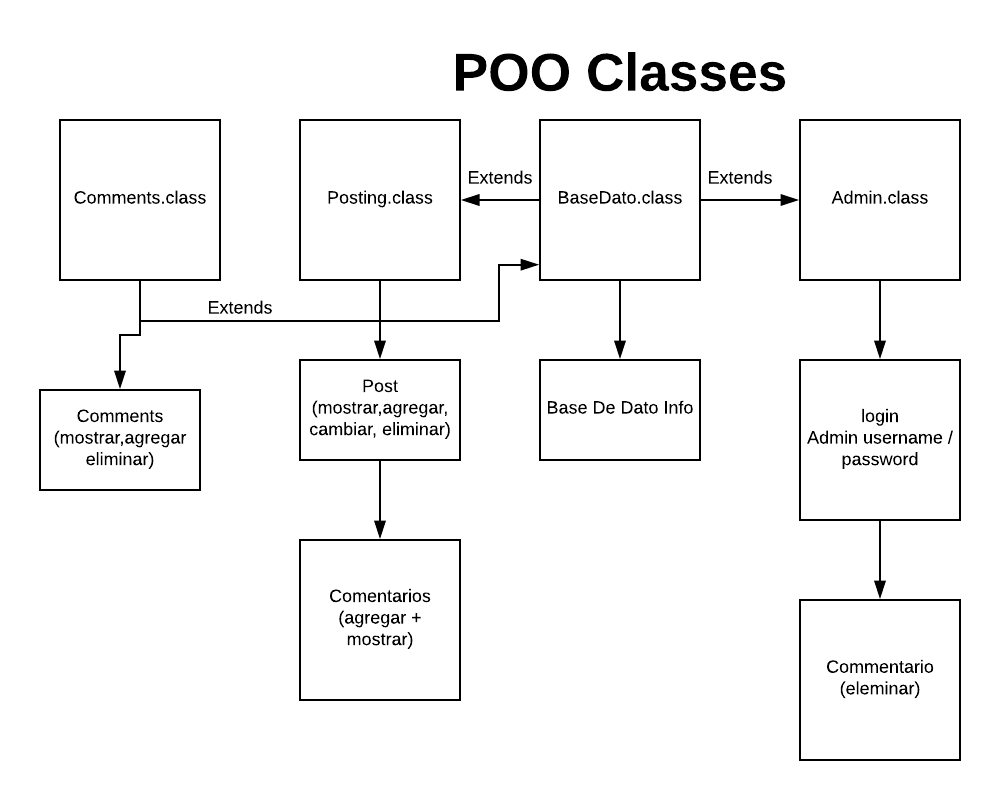 POO Classes
Comments.class
Posting.class
Extends
BaseDato.class
Extends
Admin.class
Extends
Comments
(mostrar,agregar
eliminar)
Post
(mostrar,agregar,
cambiar, eliminar)
Base De Dato Info
login
Admin username /
password
Comentarios
(agregar +
mostrar)
Commentario
(eleminar)